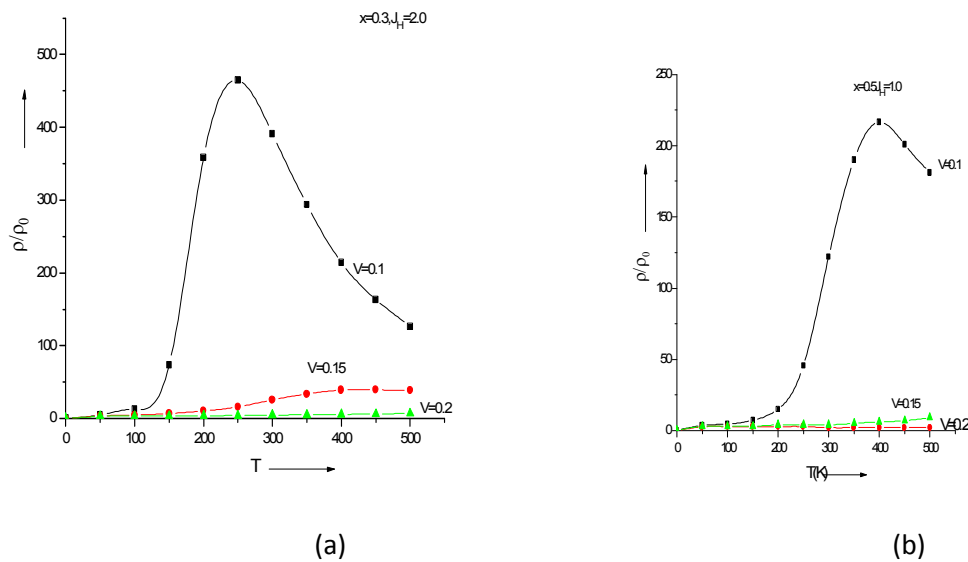 x=0.3,J_H=2.0
500
400
300
200
100
0
ρ/ρ₀
V=0.1
V=0.15
V=0.2
0 100 200 300 400 500
T
(a)
x=0.5,J_H=1.0
250
200
150
100
50
0
ρ/ρ₀
V=0.1
V=0.15
V=0.2
0 100 200 300 400 500
T(K)
(b)